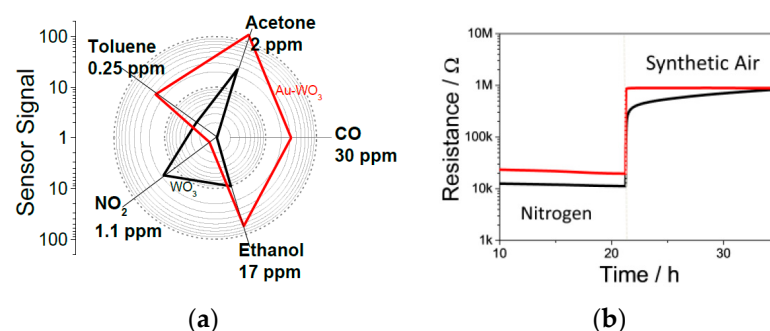 Sensor Signal
100
10
1
10
100
Acetone
2 ppm
Toluene
0.25 ppm
Au-WO₃
CO
30 ppm
WO₃
NO₂
1.1 ppm
Ethanol
17 ppm
(a)
Resistance / Ω
10M
1M
100k
10k
1k
Synthetic Air
Nitrogen
10
20
30
Time / h
(b)